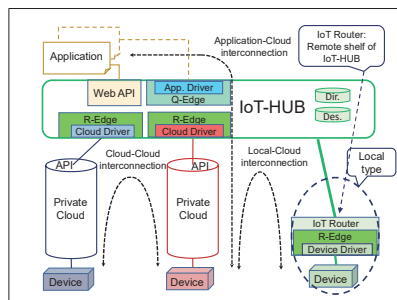 Application
Application-Cloud
interconnection
IoT Router:
Remote shelf of
IoT-HUB
Web API
App. Driver
Q-Edge
IoT-HUB
Dir.
Des.
R-Edge
Cloud Driver
R-Edge
Cloud Driver
API
Cloud-Cloud
interconnection
API
Local-Cloud
interconnection
Local
type
Private
Cloud
Private
Cloud
IoT Router
R-Edge
Device Driver
Device
Device
Device